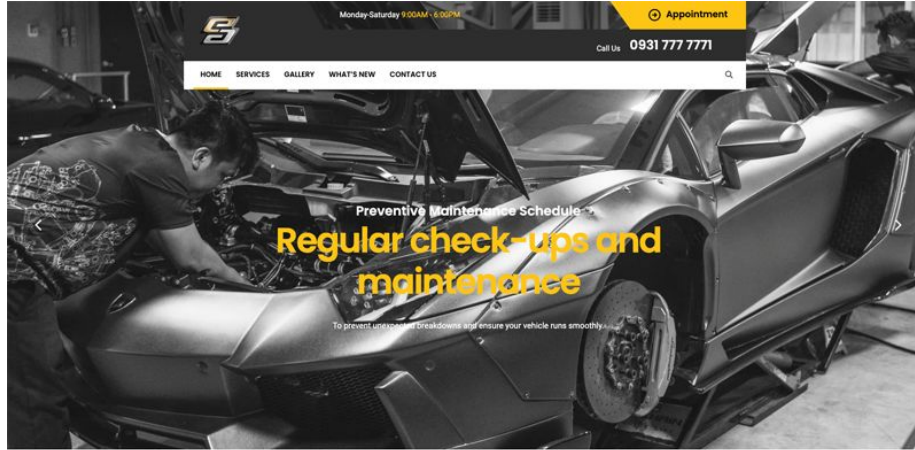 Monday-Saturday 9:00AM - 6:00PM
Appointment
Call Us 0931 777 7771
HOME SERVICES GALLERY WHAT'S NEW CONTACT US
Preventive Maintenance Schedule
Regular check-ups and
maintenance
To prevent unexpected breakdowns and ensure your vehicle runs smoothly.